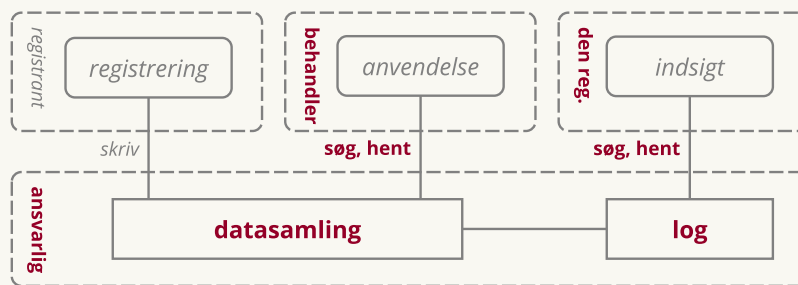 registrant
registrering
behandler
anvendelse
den reg.
indsigt
skriv
søg, hent
søg, hent
ansvarlig
datasamling
log